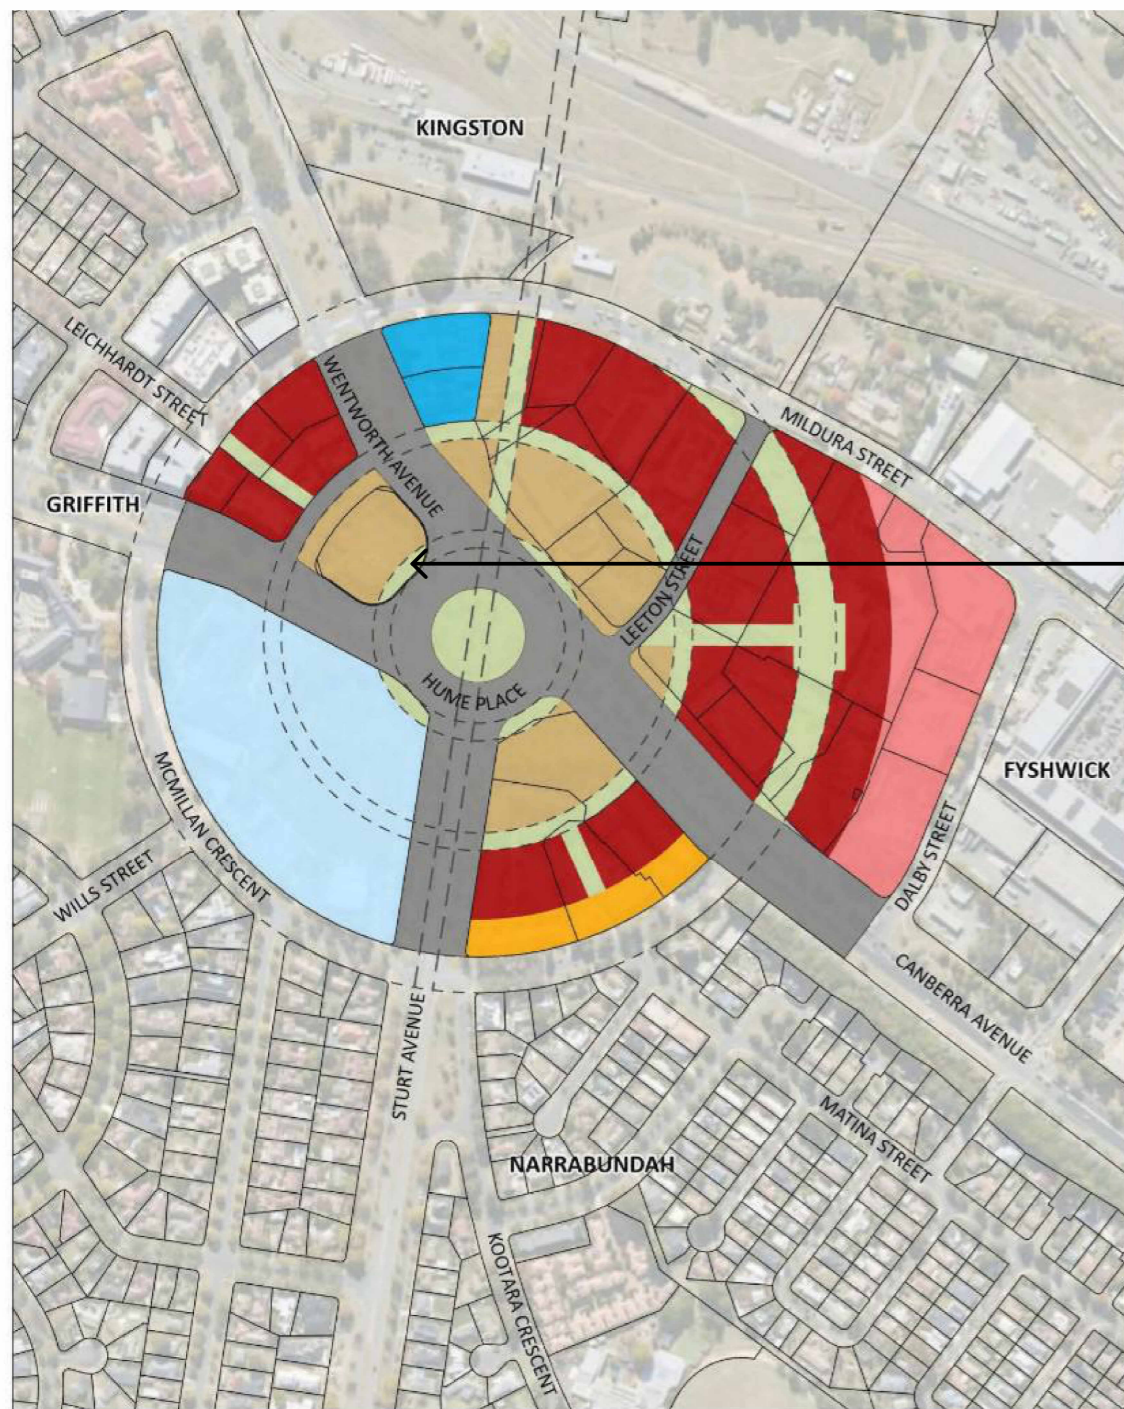 KINGSTON
LEICHHARDT STREET
WENTWORTH AVENUE
MILDURA STREET
GRIFFITH
LEETON STREET
HUME PLACE
FYSHWICK
MCMILLAN CRESCENT
DALBY STREET
WILLS STREET
CANBERRA AVENUE
STURT AVENUE
MATINA STREET
NARRABUNDAH
KOOTARA CRESCENT